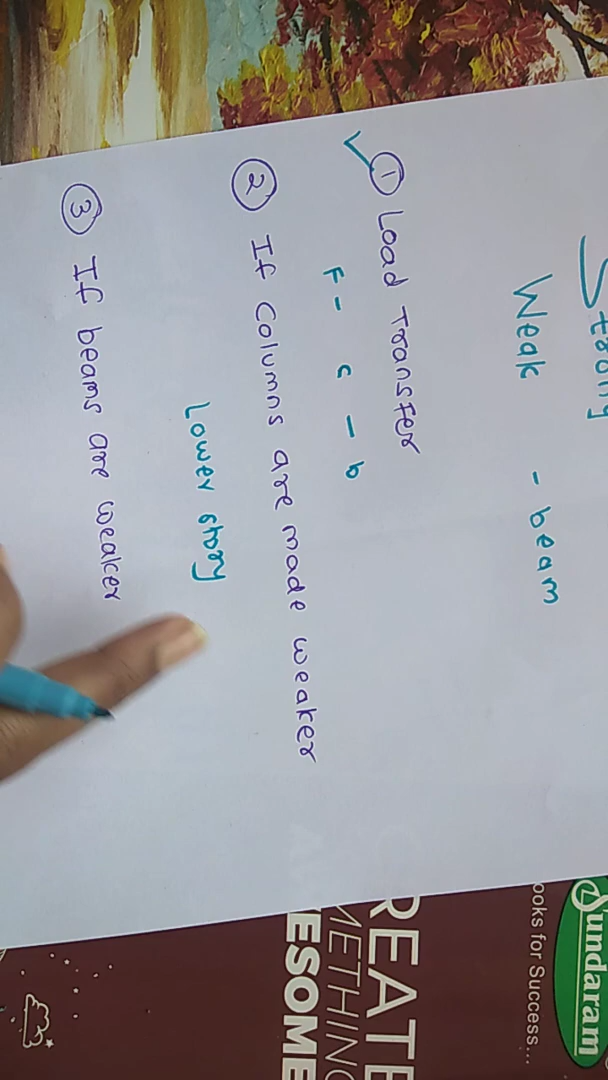 Weak - beam
① Load Transfer
F - c - b
② If columns are made weaker
Lower story
③ If beams are weaker
Sundaram
ooks for Success...
REATE
METHING
ESOME